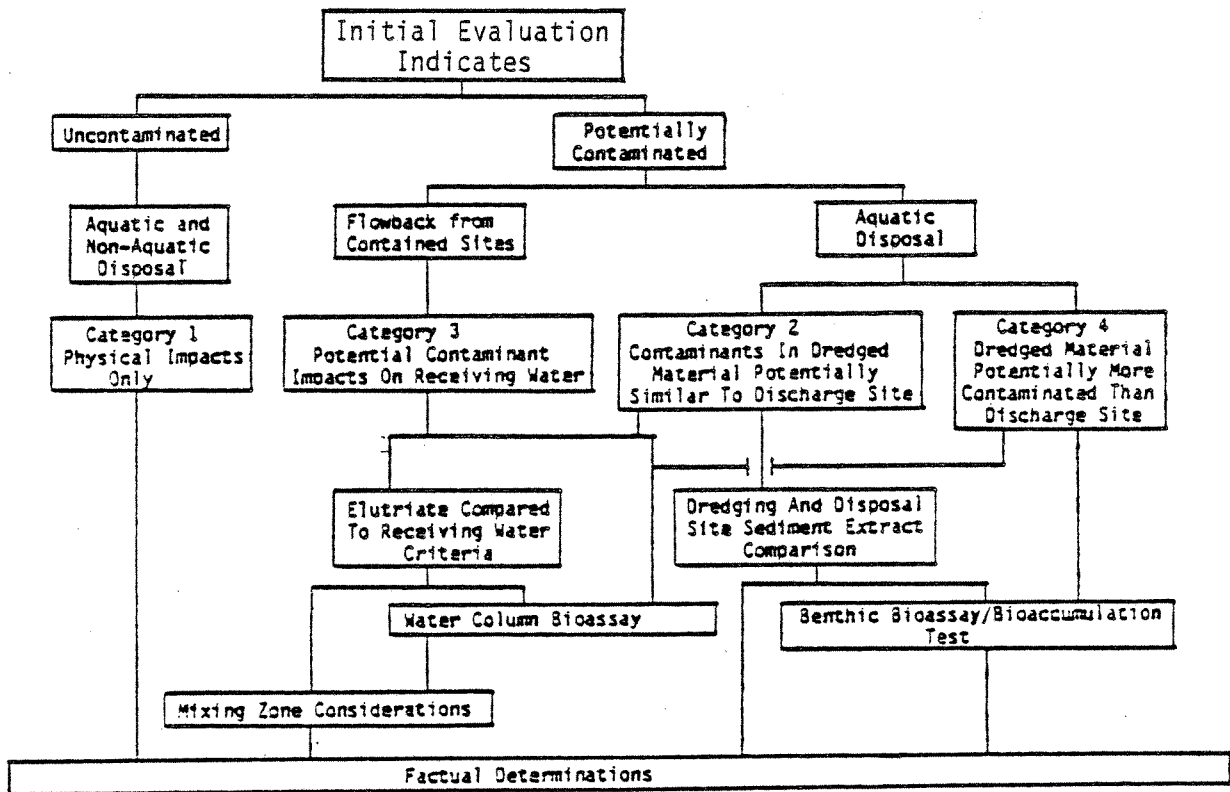 Initial Evaluation
Indicates
Uncontaminated
Potentially
Contaminated
Aquatic and
Non-Aquatic
Disposal
Flowback from
Contained Sites
Aquatic
Disposal
Category 1
Physical Impacts
Only
Category 3
Potential Contaminant
Impacts On Receiving Water
Category 2
Contaminants In Dredged
Material Potentially
Similar To Discharge Site
Category 4
Dredged Material
Potentially More
Contaminated Than
Discharge Site
Elutriate Compared
To Receiving Water
Criteria
Dredging And Disposal
Site Sediment Extract
Comparison
Water Column Bioassay
Benthic Bioassay/Bioaccumulation
Test
Mixing Zone Considerations
Factual Determinations